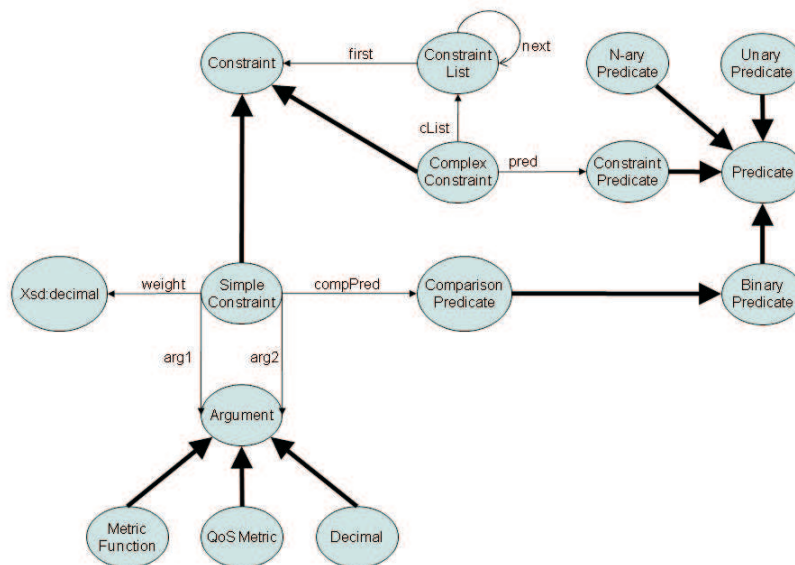 first
next
Constraint
Constraint
List
N-ary
Predicate
Unary
Predicate
cList
Complex
Constraint
pred
Constraint
Predicate
Predicate
Xsd:decimal
weight
Simple
Constraint
compPred
Comparison
Predicate
Binary
Predicate
arg1
arg2
Argument
Metric
Function
QoS Metric
Decimal